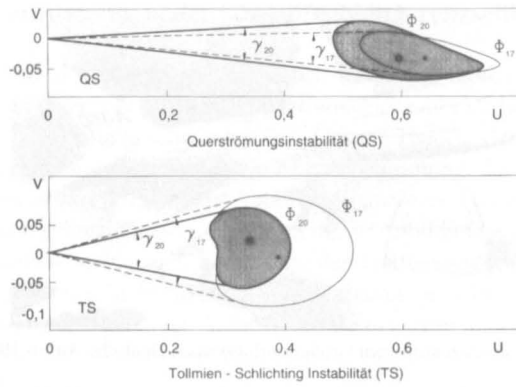 V
0
-0,05
QS
γ₂₀
γ₁₇
Φ₂₀
Φ₁₇
0 0,2 0,4 0,6 U
Querströmungsinstabilität (QS)
V
0,05
0
-0,05
-0,1
TS
γ₂₀
γ₁₇
Φ₂₀
Φ₁₇
0 0,2 0,4 0,6 U
Tollmien - Schlichting Instabilität (TS)